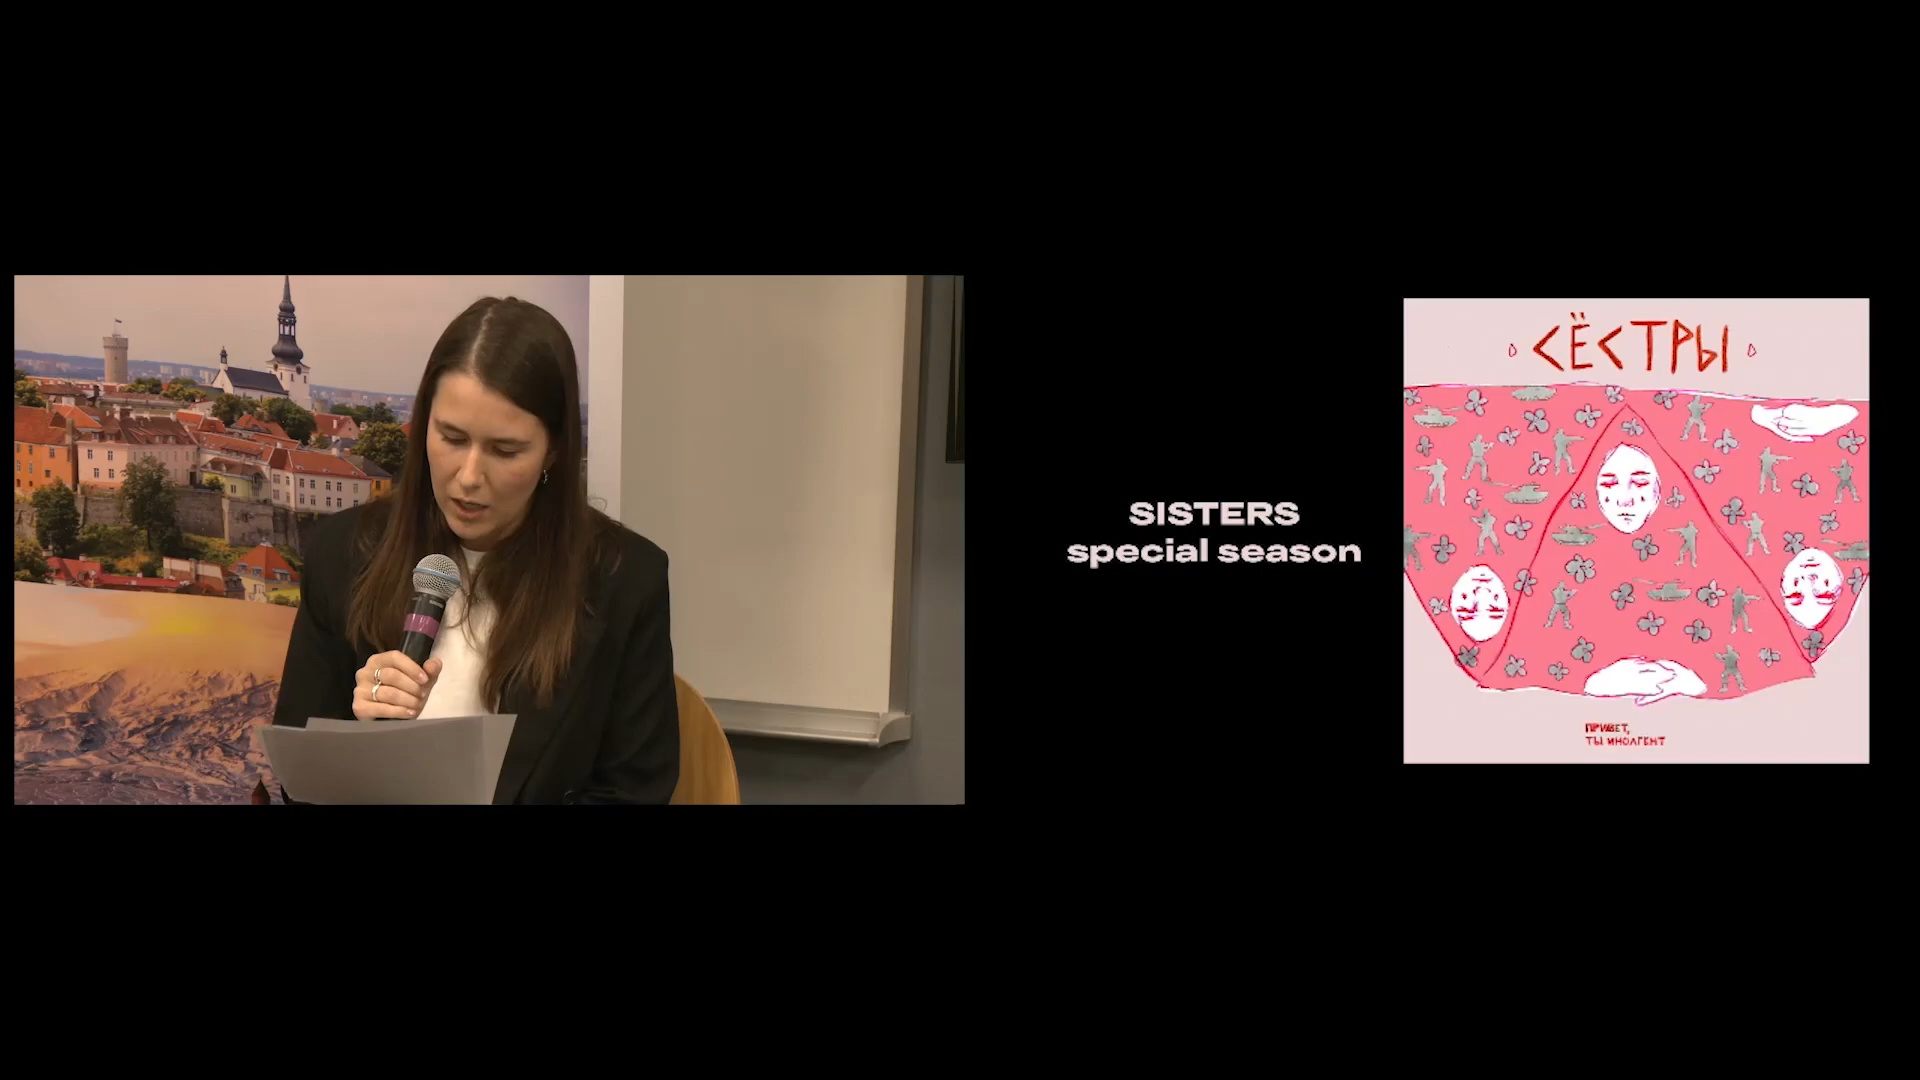 SISTERS
special season
СЁСТРЫ
ПРИВЕТ,
ТЫ ИНОАГЕНТ